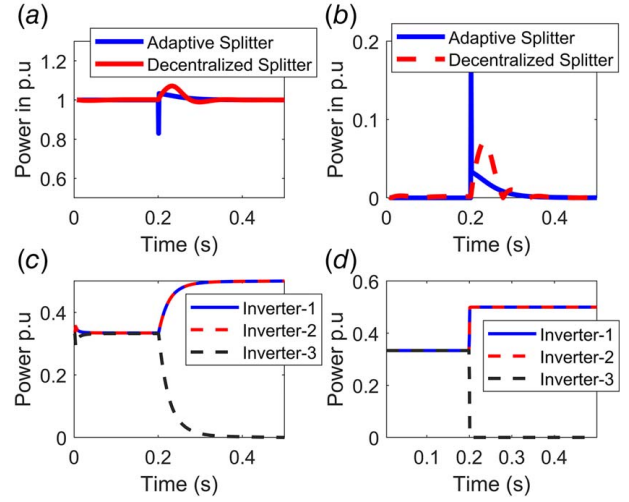 (a)
Adaptive Splitter
Decentralized Splitter
Power in p.u
1.2
1
0.8
0.6
0 0.2 0.4
Time (s)
(b)
Adaptive Splitter
Decentralized Splitter
Power in p.u
0.2
0.1
0
0 0.2 0.4
Time (s)
(c)
Inverter-1
Inverter-2
Inverter-3
Power p.u
0.4
0.2
0
0 0.2 0.4
Time (s)
(d)
Inverter-1
Inverter-2
Inverter-3
Power p.u
0.6
0.4
0.2
0
0.1 0.2 0.3 0.4
Time (s)